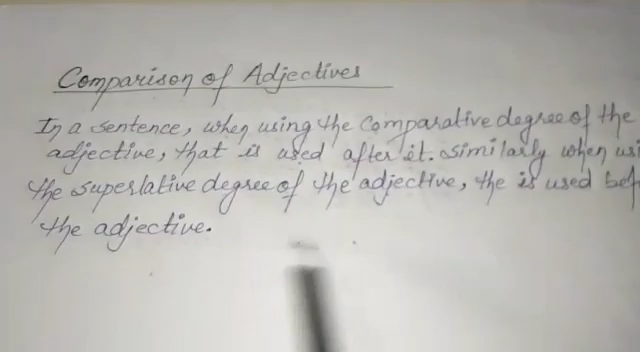 Comparison of Adjectives
In a sentence, when using the Comparative degree of the
adjective, that is used after it. Similarly when usi
the superlative degree of the adjective, the is used bef
the adjective.